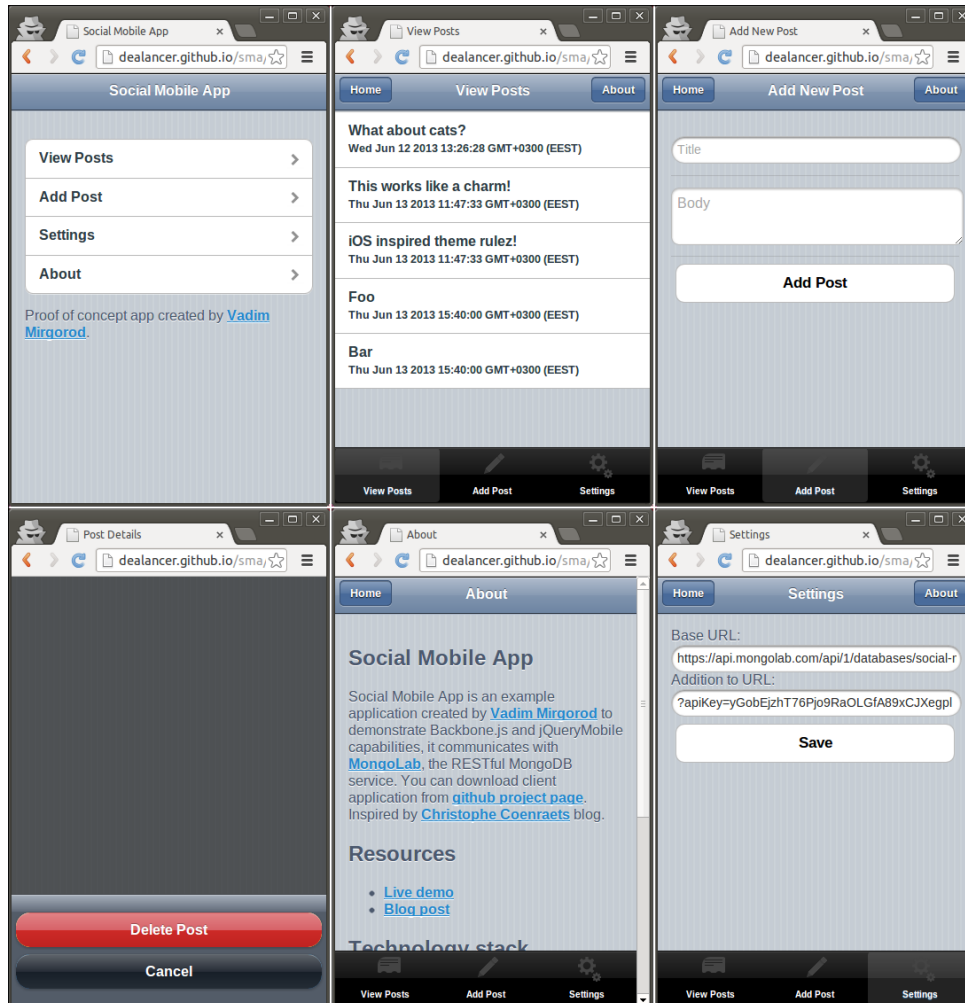 Social Mobile App
dealancer.github.io/sma/
Social Mobile App
View Posts
Add Post
Settings
About
Proof of concept app created by Vadim
Mirgorod.
View Posts
dealancer.github.io/sma/
Home View Posts About
What about cats?
Wed Jun 12 2013 13:26:28 GMT+0300 (EEST)
This works like a charm!
Thu Jun 13 2013 11:47:33 GMT+0300 (EEST)
iOS inspired theme rulez!
Thu Jun 13 2013 11:47:33 GMT+0300 (EEST)
Foo
Thu Jun 13 2013 15:40:00 GMT+0300 (EEST)
Bar
Thu Jun 13 2013 15:40:00 GMT+0300 (EEST)
View Posts Add Post Settings
Add New Post
dealancer.github.io/sma/
Home Add New Post About
Title
Body
Add Post
View Posts Add Post Settings
Post Details
dealancer.github.io/sma/
Delete Post
Cancel
About
dealancer.github.io/sma/
Home About
Social Mobile App
Social Mobile App is an example
application created by Vadim Mirgorod to
demonstrate Backbone.js and jQueryMobile
capabilities, it communicates with
MongoLab, the RESTful MongoDB
service. You can download client
application from github project page.
Inspired by Christophe Coenraets blog.
Resources
Live demo
Blog post
Technology stack
View Posts Add Post Settings
Settings
dealancer.github.io/sma/
Home Settings About
Base URL:
https://api.mongolab.com/api/1/databases/social-r
Addition to URL:
?apiKey=yGobEjzhT76Pjo9RaOLGfA89xCJXegpl
Save
View Posts Add Post Settings